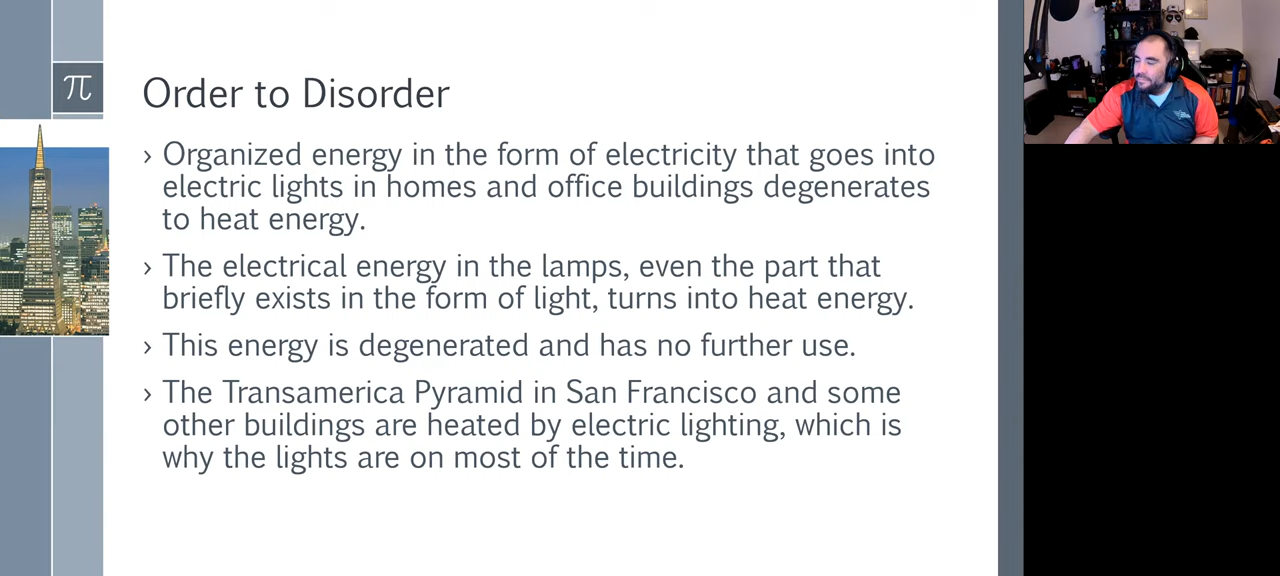 π
Order to Disorder
› Organized energy in the form of electricity that goes into
electric lights in homes and office buildings degenerates
to heat energy.
› The electrical energy in the lamps, even the part that
briefly exists in the form of light, turns into heat energy.
› This energy is degenerated and has no further use.
› The Transamerica Pyramid in San Francisco and some
other buildings are heated by electric lighting, which is
why the lights are on most of the time.